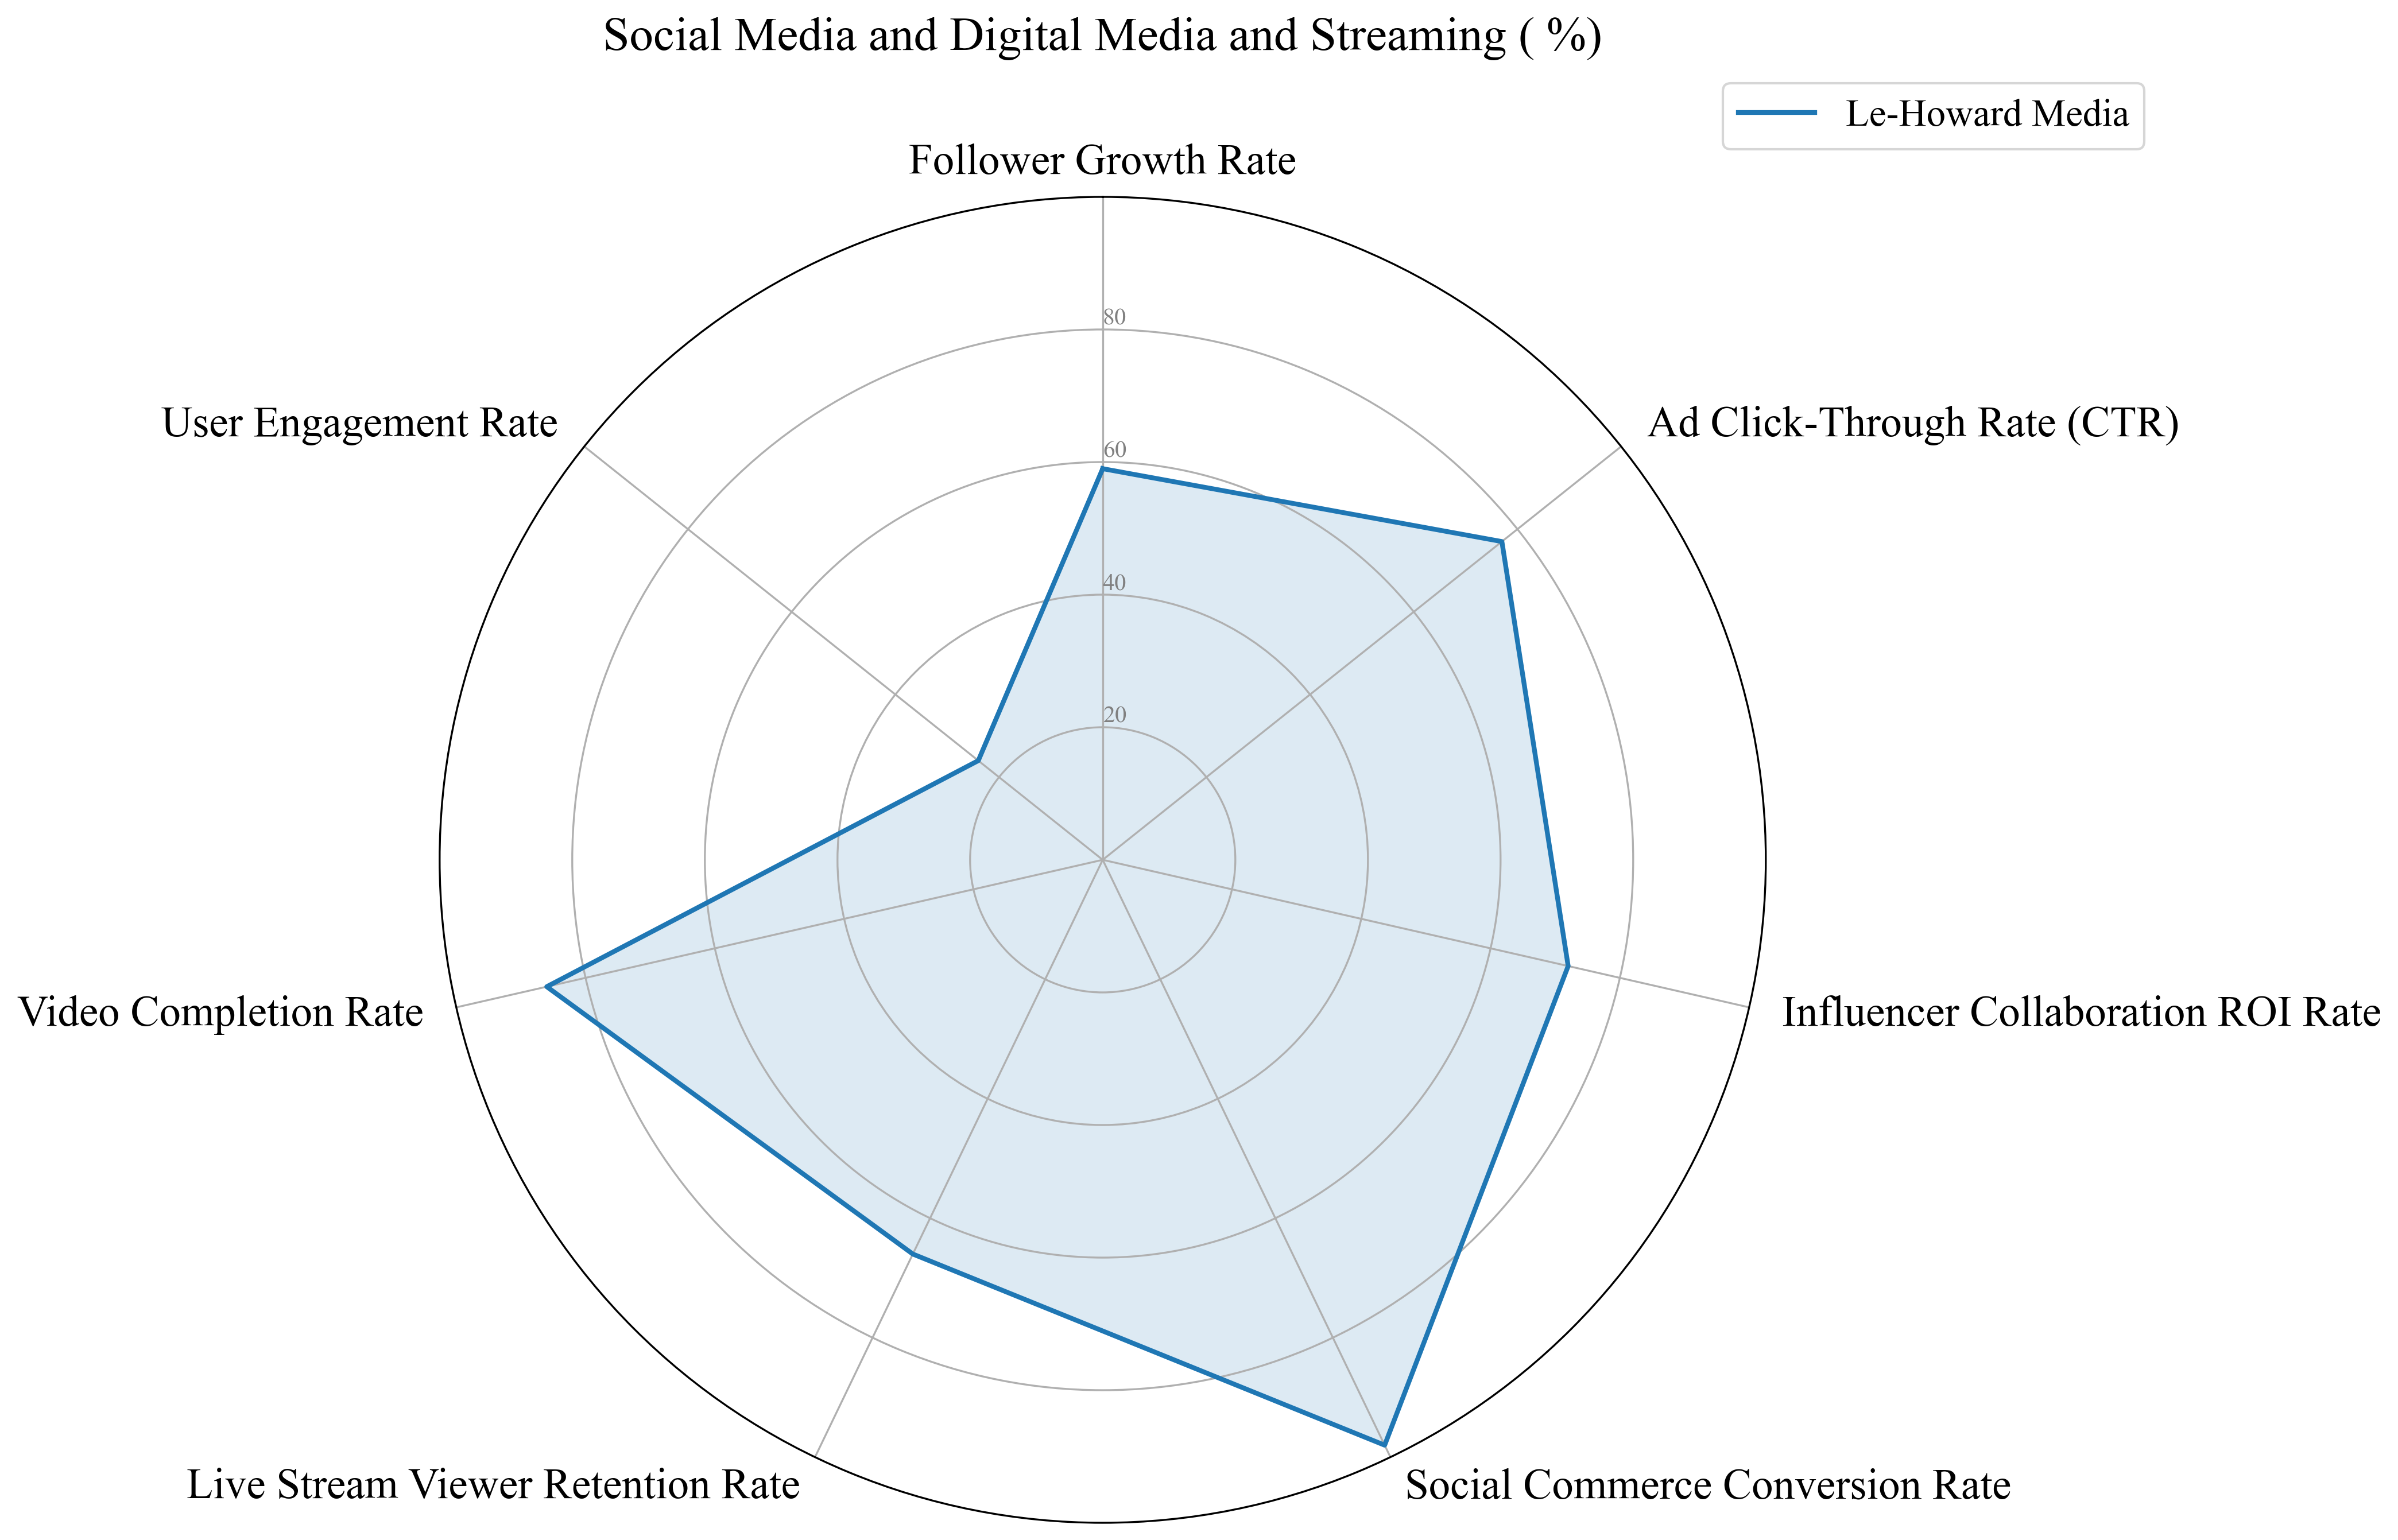 Social Media and Digital Media and Streaming ( %)
Le-Howard Media
Follower Growth Rate
80
User Engagement Rate
Ad Click-Through Rate (CTR)
60
40
20
Video Completion Rate
Influencer Collaboration ROI Rate
Live Stream Viewer Retention Rate
Social Commerce Conversion Rate